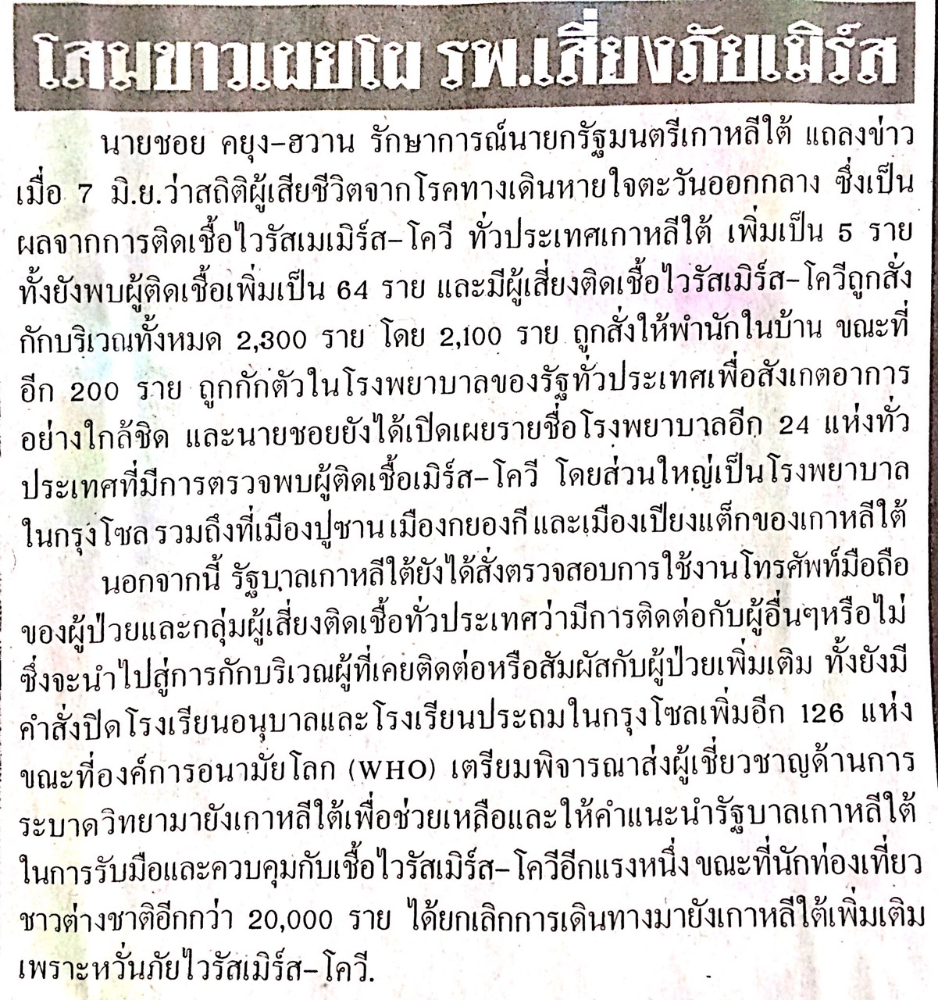 โสมขาวเผยโผ รพ.เสี่ยงภัยเมิร์ส
นายชอย คยุง-ฮวาน รักษาการณ์นายกรัฐมนตรีเกาหลีใต้ แถลงข่าว
เมื่อ 7 มิ.ย.ว่าสถิติผู้เสียชีวิตจากโรคทางเดินหายใจตะวันออกกลาง ซึ่งเป็น
ผลจากการติดเชื้อไวรัสเมเมิร์ส-โควี ทั่วประเทศเกาหลีใต้ เพิ่มเป็น 5 ราย
ทั้งยังพบผู้ติดเชื้อเพิ่มเป็น 64 ราย และมีผู้เสี่ยงติดเชื้อไวรัสเมิร์ส-โควีถูกสั่ง
กักบริเวณทั้งหมด 2,300 ราย โดย 2,100 ราย ถูกสั่งให้พำนักในบ้าน ขณะที่
อีก 200 ราย ถูกกักตัวในโรงพยาบาลของรัฐทั่วประเทศเพื่อสังเกตอาการ
อย่างใกล้ชิด และนายชอยยังได้เปิดเผยรายชื่อโรงพยาบาลอีก 24 แห่งทั่ว
ประเทศที่มีการตรวจพบผู้ติดเชื้อเมิร์ส-โควี โดยส่วนใหญ่เป็นโรงพยาบาล
ในกรุงโซล รวมถึงที่เมืองปูซาน เมืองกยองกี และเมืองเปียงแต็กของเกาหลีใต้
นอกจากนี้ รัฐบาลเกาหลีใต้ยังได้สั่งตรวจสอบการใช้งานโทรศัพท์มือถือ
ของผู้ป่วยและกลุ่มผู้เสี่ยงติดเชื้อทั่วประเทศว่ามีการติดต่อกับผู้อื่นๆหรือไม่
ซึ่งจะนำไปสู่การกักบริเวณผู้ที่เคยติดต่อหรือสัมผัสกับผู้ป่วยเพิ่มเติม ทั้งยังมี
คำสั่งปิดโรงเรียนอนุบาลและโรงเรียนประถมในกรุงโซลเพิ่มอีก 126 แห่ง
ขณะที่องค์การอนามัยโลก (WHO) เตรียมพิจารณาส่งผู้เชี่ยวชาญด้านการ
ระบาดวิทยามายังเกาหลีใต้เพื่อช่วยเหลือและให้คำแนะนำรัฐบาลเกาหลีใต้
ในการรับมือและควบคุมกับเชื้อไวรัสเมิร์ส-โควีอีกแรงหนึ่ง ขณะที่นักท่องเที่ยว
ชาวต่างชาติอีกกว่า 20,000 ราย ได้ยกเลิกการเดินทางมายังเกาหลีใต้เพิ่มเติม
เพราะหวั่นภัยไวรัสเมิร์ส-โควี.